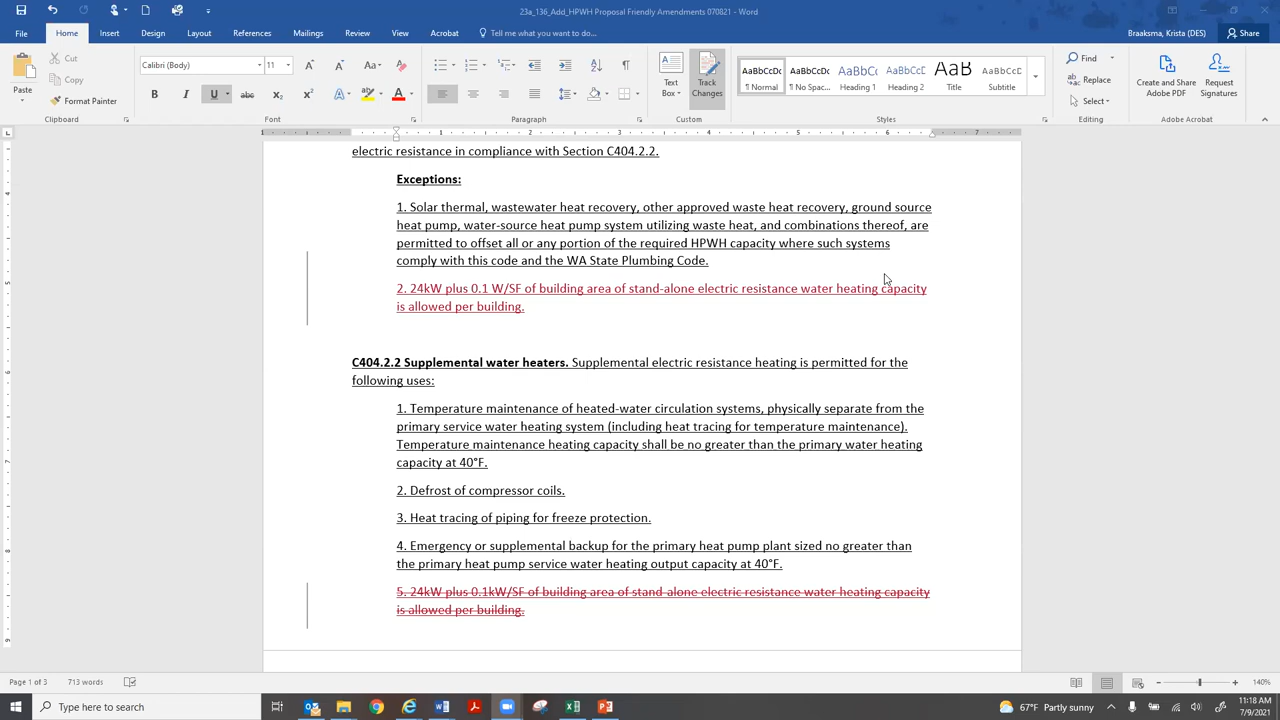 23a_136_Add_HPWH Proposal Friendly Amendments 070821 - Word
Braaksma, Krista (DES)
File Home Insert Draw Design Layout References Mailings Review View Acrobat Tell me what you want to do... Share
Paste
Cut
Copy
Format Painter
Calibri (Body) 11
Text Box
Track Changes
AaBbCcDc AaBbCcDc AaBbCc AaBbCcC AaB AaBbCcD
¶ Normal ¶ No Spac... Heading 1 Heading 2 Title Subtitle
Find
Replace
Select
Create and Share Adobe PDF
Request Signatures
Clipboard Font Paragraph Custom Styles Editing Adobe Acrobat
electric resistance in compliance with Section C404.2.2.
Exceptions:
1. Solar thermal, wastewater heat recovery, other approved waste heat recovery, ground source
heat pump, water-source heat pump system utilizing waste heat, and combinations thereof, are
permitted to offset all or any portion of the required HPWH capacity where such systems
comply with this code and the WA State Plumbing Code.
2. 24kW plus 0.1 W/SF of building area of stand-alone electric resistance water heating capacity
is allowed per building.
C404.2.2 Supplemental water heaters. Supplemental electric resistance heating is permitted for the
following uses:
1. Temperature maintenance of heated-water circulation systems, physically separate from the
primary service water heating system (including heat tracing for temperature maintenance).
Temperature maintenance heating capacity shall be no greater than the primary water heating
capacity at 40°F.
2. Defrost of compressor coils.
3. Heat tracing of piping for freeze protection.
4. Emergency or supplemental backup for the primary heat pump plant sized no greater than
the primary heat pump service water heating output capacity at 40°F.
5. 24kW plus 0.1kW/SF of building area of stand-alone electric resistance water heating capacity
is allowed per building.
Page 1 of 3 713 words 140%
Type here to search
67°F Partly sunny
11:18 AM
7/9/2021